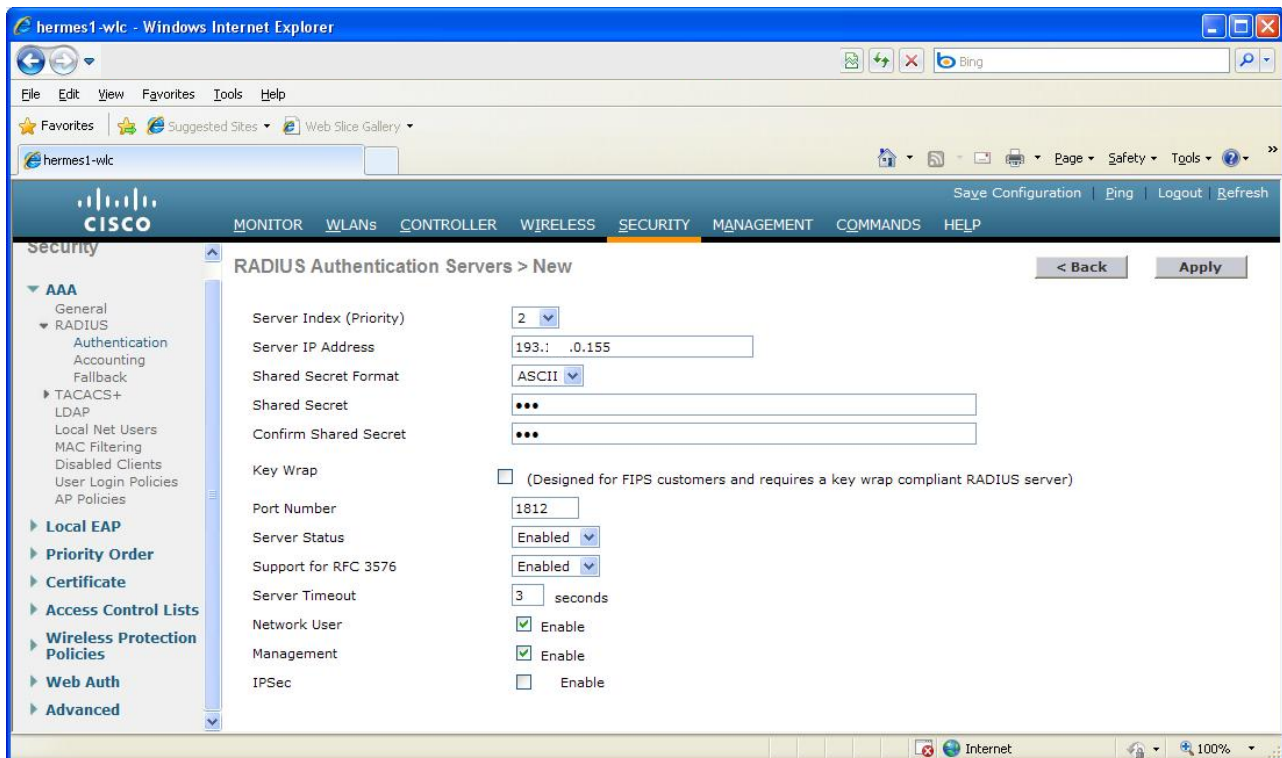 hermes1-wlc - Windows Internet Explorer
Bing
File Edit View Favorites Tools Help
Favorites Suggested Sites Web Slice Gallery
hermes1-wlc
Page Safety Tools »
Save Configuration | Ping | Logout | Refresh
CISCO
MONITOR WLANs CONTROLLER WIRELESS SECURITY MANAGEMENT COMMANDS HELP
Security
AAA
General
RADIUS
Authentication
Accounting
Fallback
TACACS+
LDAP
Local Net Users
MAC Filtering
Disabled Clients
User Login Policies
AP Policies
Local EAP
Priority Order
Certificate
Access Control Lists
Wireless Protection
Policies
Web Auth
Advanced
RADIUS Authentication Servers > New
< Back Apply
Server Index (Priority) 2
Server IP Address 193. .0.155
Shared Secret Format ASCII
Shared Secret •••
Confirm Shared Secret •••
Key Wrap (Designed for FIPS customers and requires a key wrap compliant RADIUS server)
Port Number 1812
Server Status Enabled
Support for RFC 3576 Enabled
Server Timeout 3 seconds
Network User Enable
Management Enable
IPSec Enable
Internet 100%